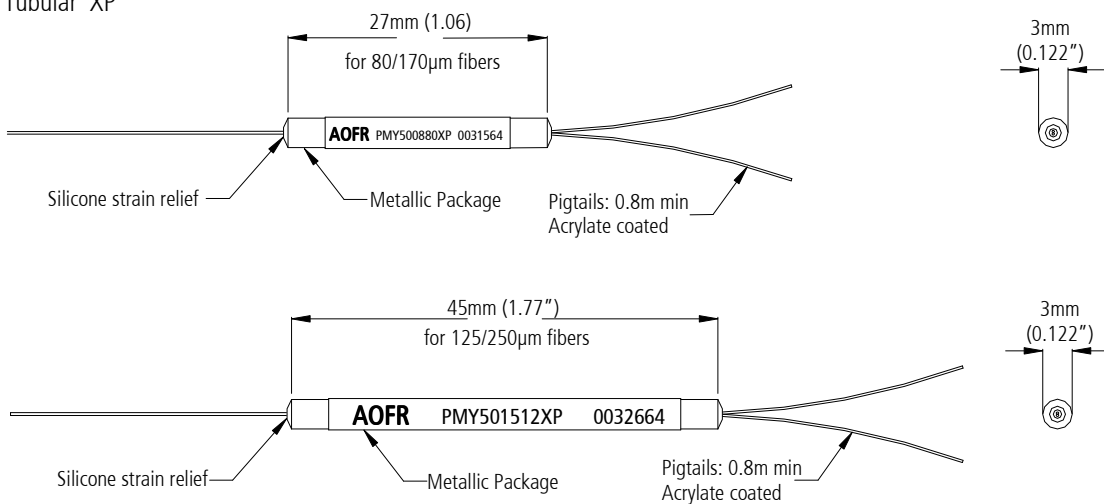 Tubular XP
27mm (1.06)
for 80/170µm fibers
3mm
(0.122")
AOFR PMY500880XP 0031564
Silicone strain relief
Metallic Package
Pigtails: 0.8m min
Acrylate coated
45mm (1.77")
for 125/250µm fibers
3mm
(0.122")
AOFR PMY501512XP 0032664
Silicone strain relief
Metallic Package
Pigtails: 0.8m min
Acrylate coated